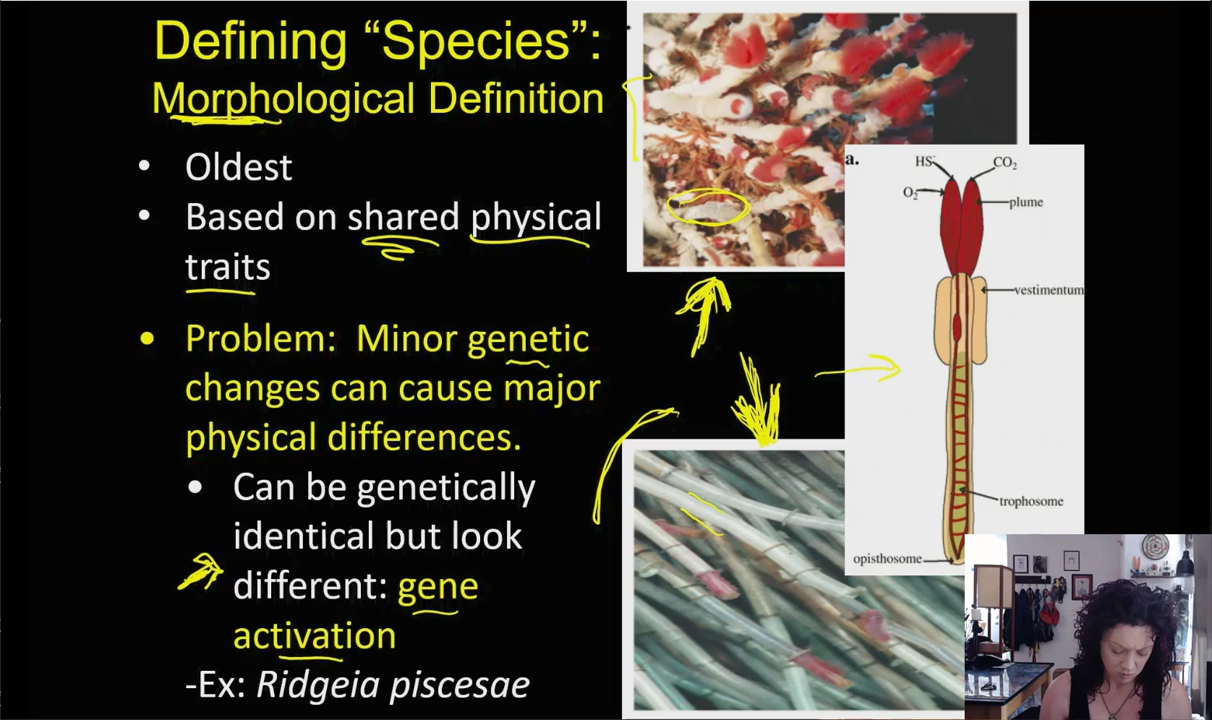 Defining “Species”:
Morphological Definition
• Oldest
• Based on shared physical
traits
• Problem: Minor genetic
changes can cause major
physical differences.
• Can be genetically
identical but look
different: gene
activation
-Ex: Ridgeia piscesae
a.
HS⁻
CO₂
O₂
plume
vestimentum
trophosome
opisthosome